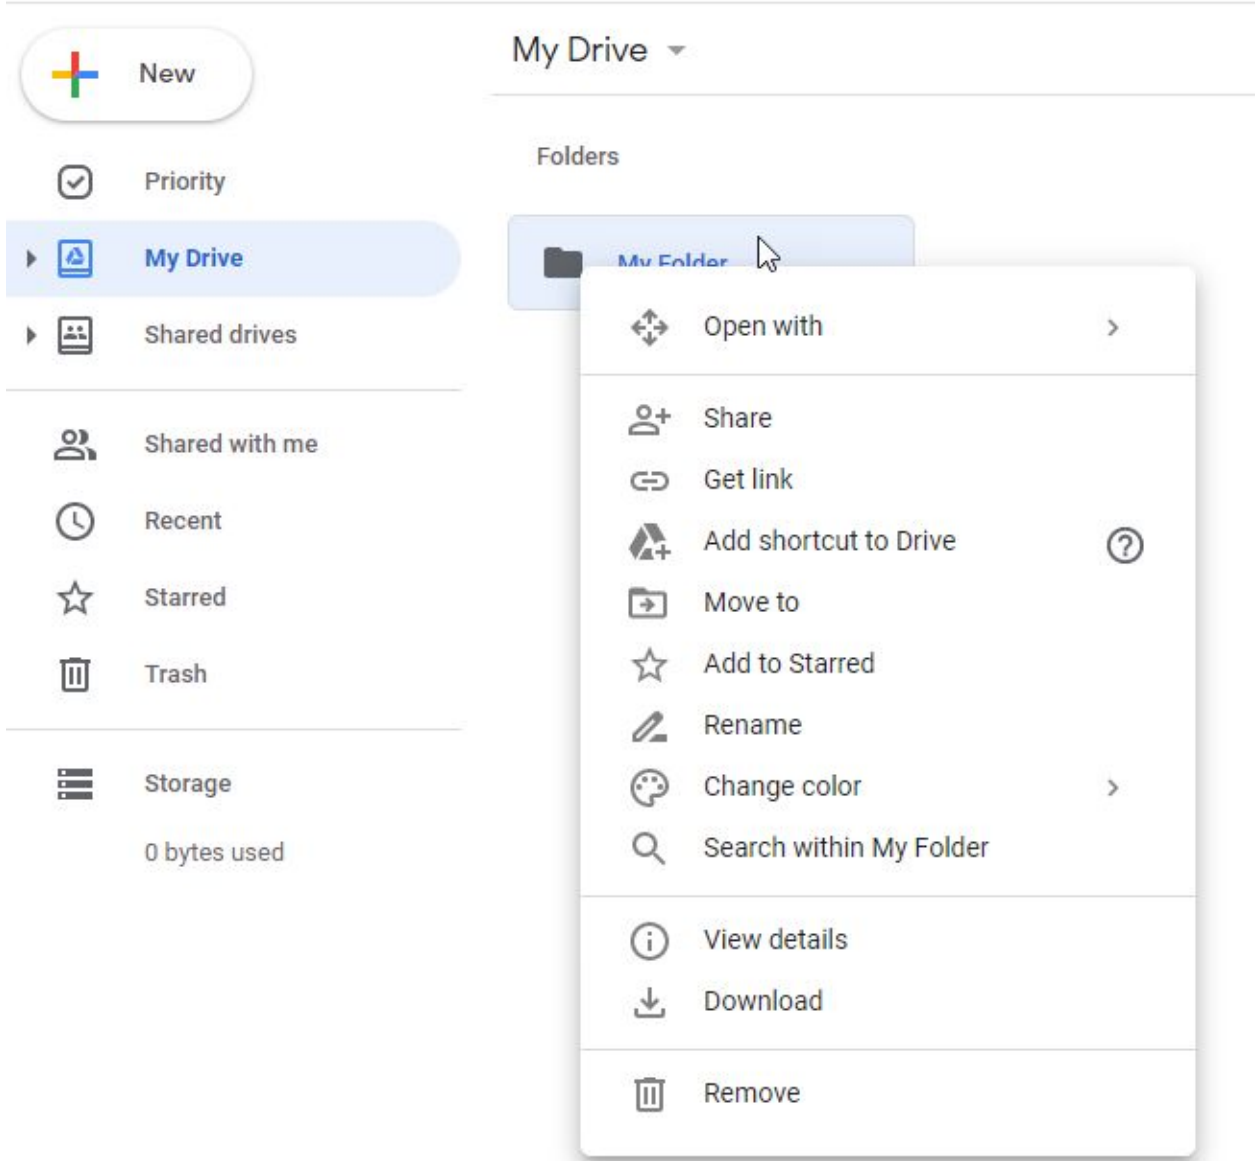 New
Priority
My Drive
Shared drives
Shared with me
Recent
Starred
Trash
Storage
0 bytes used
My Drive
Folders
My Folder
Open with
Share
Get link
Add shortcut to Drive
Move to
Add to Starred
Rename
Change color
Search within My Folder
View details
Download
Remove